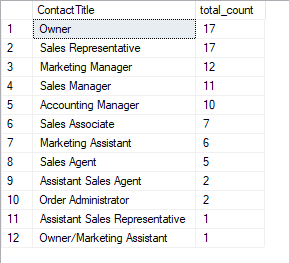 ContactTitle total_count
1 Owner 17
2 Sales Representative 17
3 Marketing Manager 12
4 Sales Manager 11
5 Accounting Manager 10
6 Sales Associate 7
7 Marketing Assistant 6
8 Sales Agent 5
9 Assistant Sales Agent 2
10 Order Administrator 2
11 Assistant Sales Representative 1
12 Owner/Marketing Assistant 1